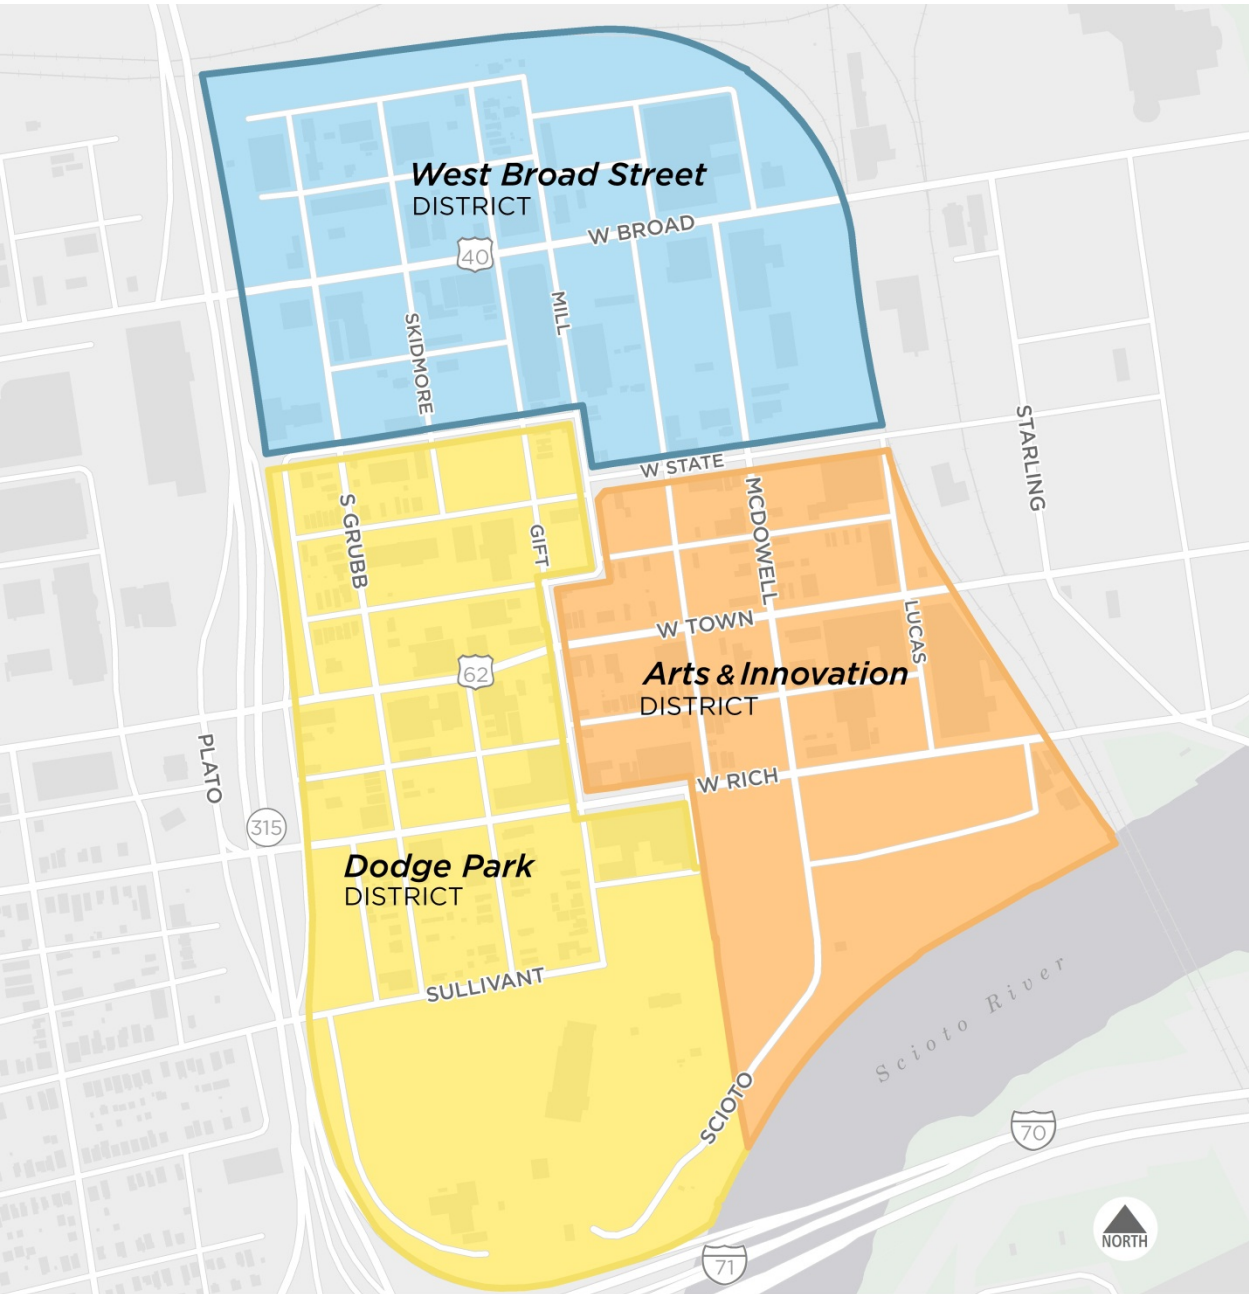 West Broad Street
DISTRICT
W BROAD
40
MILL
SKIDMORE
STARLING
W STATE
MCDOWELL
S GRUBB
GIFT
LUCAS
W TOWN
62
Arts & Innovation
DISTRICT
PLATO
W RICH
315
Dodge Park
DISTRICT
SULLIVANT
Scioto River
SCIOTO
70
NORTH
71